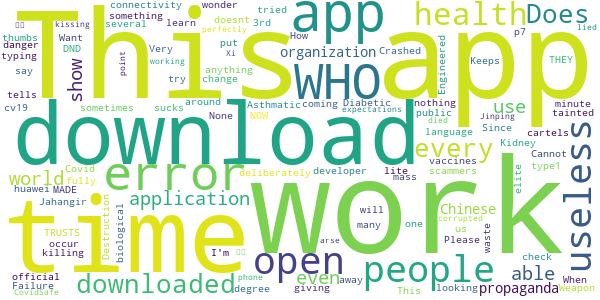 connectivity tried 3rd wonder
kissing several doesnt learn
thumbs something
Want How
danger DND
typing Very put Xi
say working perfectly point
lied
This app
app health Does
WHO organization Crashed p7
show try anything change
Keeps Engineered THEY
tells None
cv19 sometimes sucks around NOW
Asthmatic Diabetic expectations
coming nothing minute
use public died tainted
download every language Since cartels
useless
error deliberately developer lite Kidney
world Covid fully mass vaccines Cannot
application scammers type1
huawei MADE will elite
Jahangir many one Chinese Jinping
TRUSTS Destruction biological us corrupted
occur killing Please
time I'm work
open people able check
downloaded even phone away arse waste When
official degree giving This looking propaganda Weapon
Failure CovidSafe